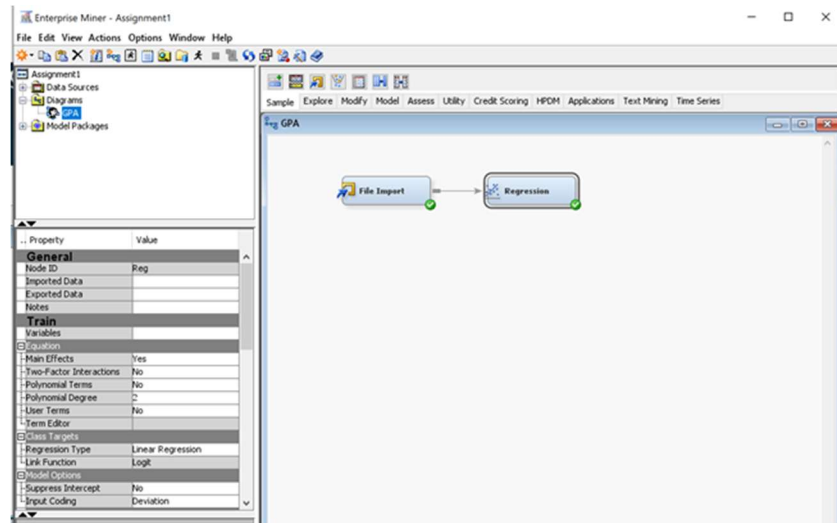 Enterprise Miner - Assignment1
File Edit View Actions Options Window Help
Assignment1
Data Sources
Diagrams
GPA
Model Packages
Sample Explore Modify Model Assess Utility Credit Scoring HPDM Applications Text Mining Time Series
GPA
File Import
Regression
.. Property Value
General
Node ID Reg
Imported Data
Exported Data
Notes
Train
Variables
Equation
Main Effects Yes
Two-Factor Interactions No
Polynomial Terms No
Polynomial Degree 2
User Terms No
Term Editor
Class Targets
Regression Type Linear Regression
Link Function Logit
Model Options
Suppress Intercept No
Input Coding Deviation